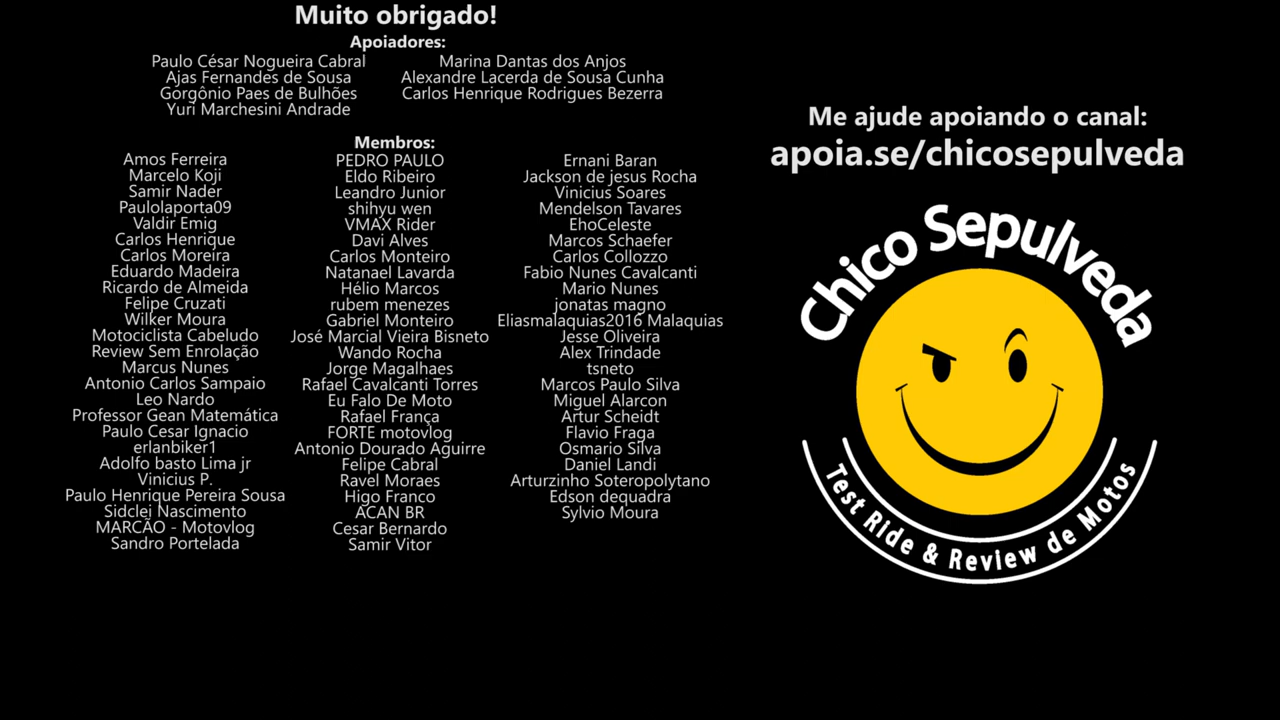 Muito obrigado!
Apoiadores:
Paulo César Nogueira Cabral
Ajas Fernandes de Sousa
Gorgônio Paes de Bulhões
Yuri Marchesini Andrade
Marina Dantas dos Anjos
Alexandre Lacerda de Sousa Cunha
Carlos Henrique Rodrigues Bezerra
Membros:
Amos Ferreira
Marcelo Koji
Samir Nader
Paulolaporta09
Valdir Emig
Carlos Henrique
Carlos Moreira
Eduardo Madeira
Ricardo de Almeida
Felipe Cruzati
Wilker Moura
Motociclista Cabeludo
Review Sem Enrolação
Marcus Nunes
Antonio Carlos Sampaio
Leo Nardo
Professor Gean Matemática
Paulo Cesar Ignacio
erlanbiker1
Adolfo basto Lima jr
Vinicius P.
Paulo Henrique Pereira Sousa
Sidclei Nascimento
MARCÃO - Motovlog
Sandro Portelada
PEDRO PAULO
Eldo Ribeiro
Leandro Junior
shihyu wen
VMAX Rider
Davi Alves
Carlos Monteiro
Natanael Lavarda
Hélio Marcos
rubem menezes
Gabriel Monteiro
José Marcial Vieira Bisneto
Wando Rocha
Jorge Magalhaes
Rafael Cavalcanti Torres
Eu Falo De Moto
Rafael França
FORTE motovlog
Antonio Dourado Aguirre
Felipe Cabral
Ravel Moraes
Higo Franco
ACAN BR
Cesar Bernardo
Samir Vitor
Ernani Baran
Jackson de jesus Rocha
Vinicius Soares
Mendelson Tavares
EhoCeleste
Marcos Schaefer
Carlos Collozzo
Fabio Nunes Cavalcanti
Mario Nunes
jonatas magno
Eliasmalaquias2016 Malaquias
Jesse Oliveira
Alex Trindade
tsneto
Marcos Paulo Silva
Miguel Alarcon
Artur Scheidt
Flavio Fraga
Osmario Silva
Daniel Landi
Arturzinho Soteropolytano
Edson dequadra
Sylvio Moura
Me ajude apoiando o canal:
apoia.se/chicosepulveda
Chico Sepulveda
Test Ride & Review de Motos